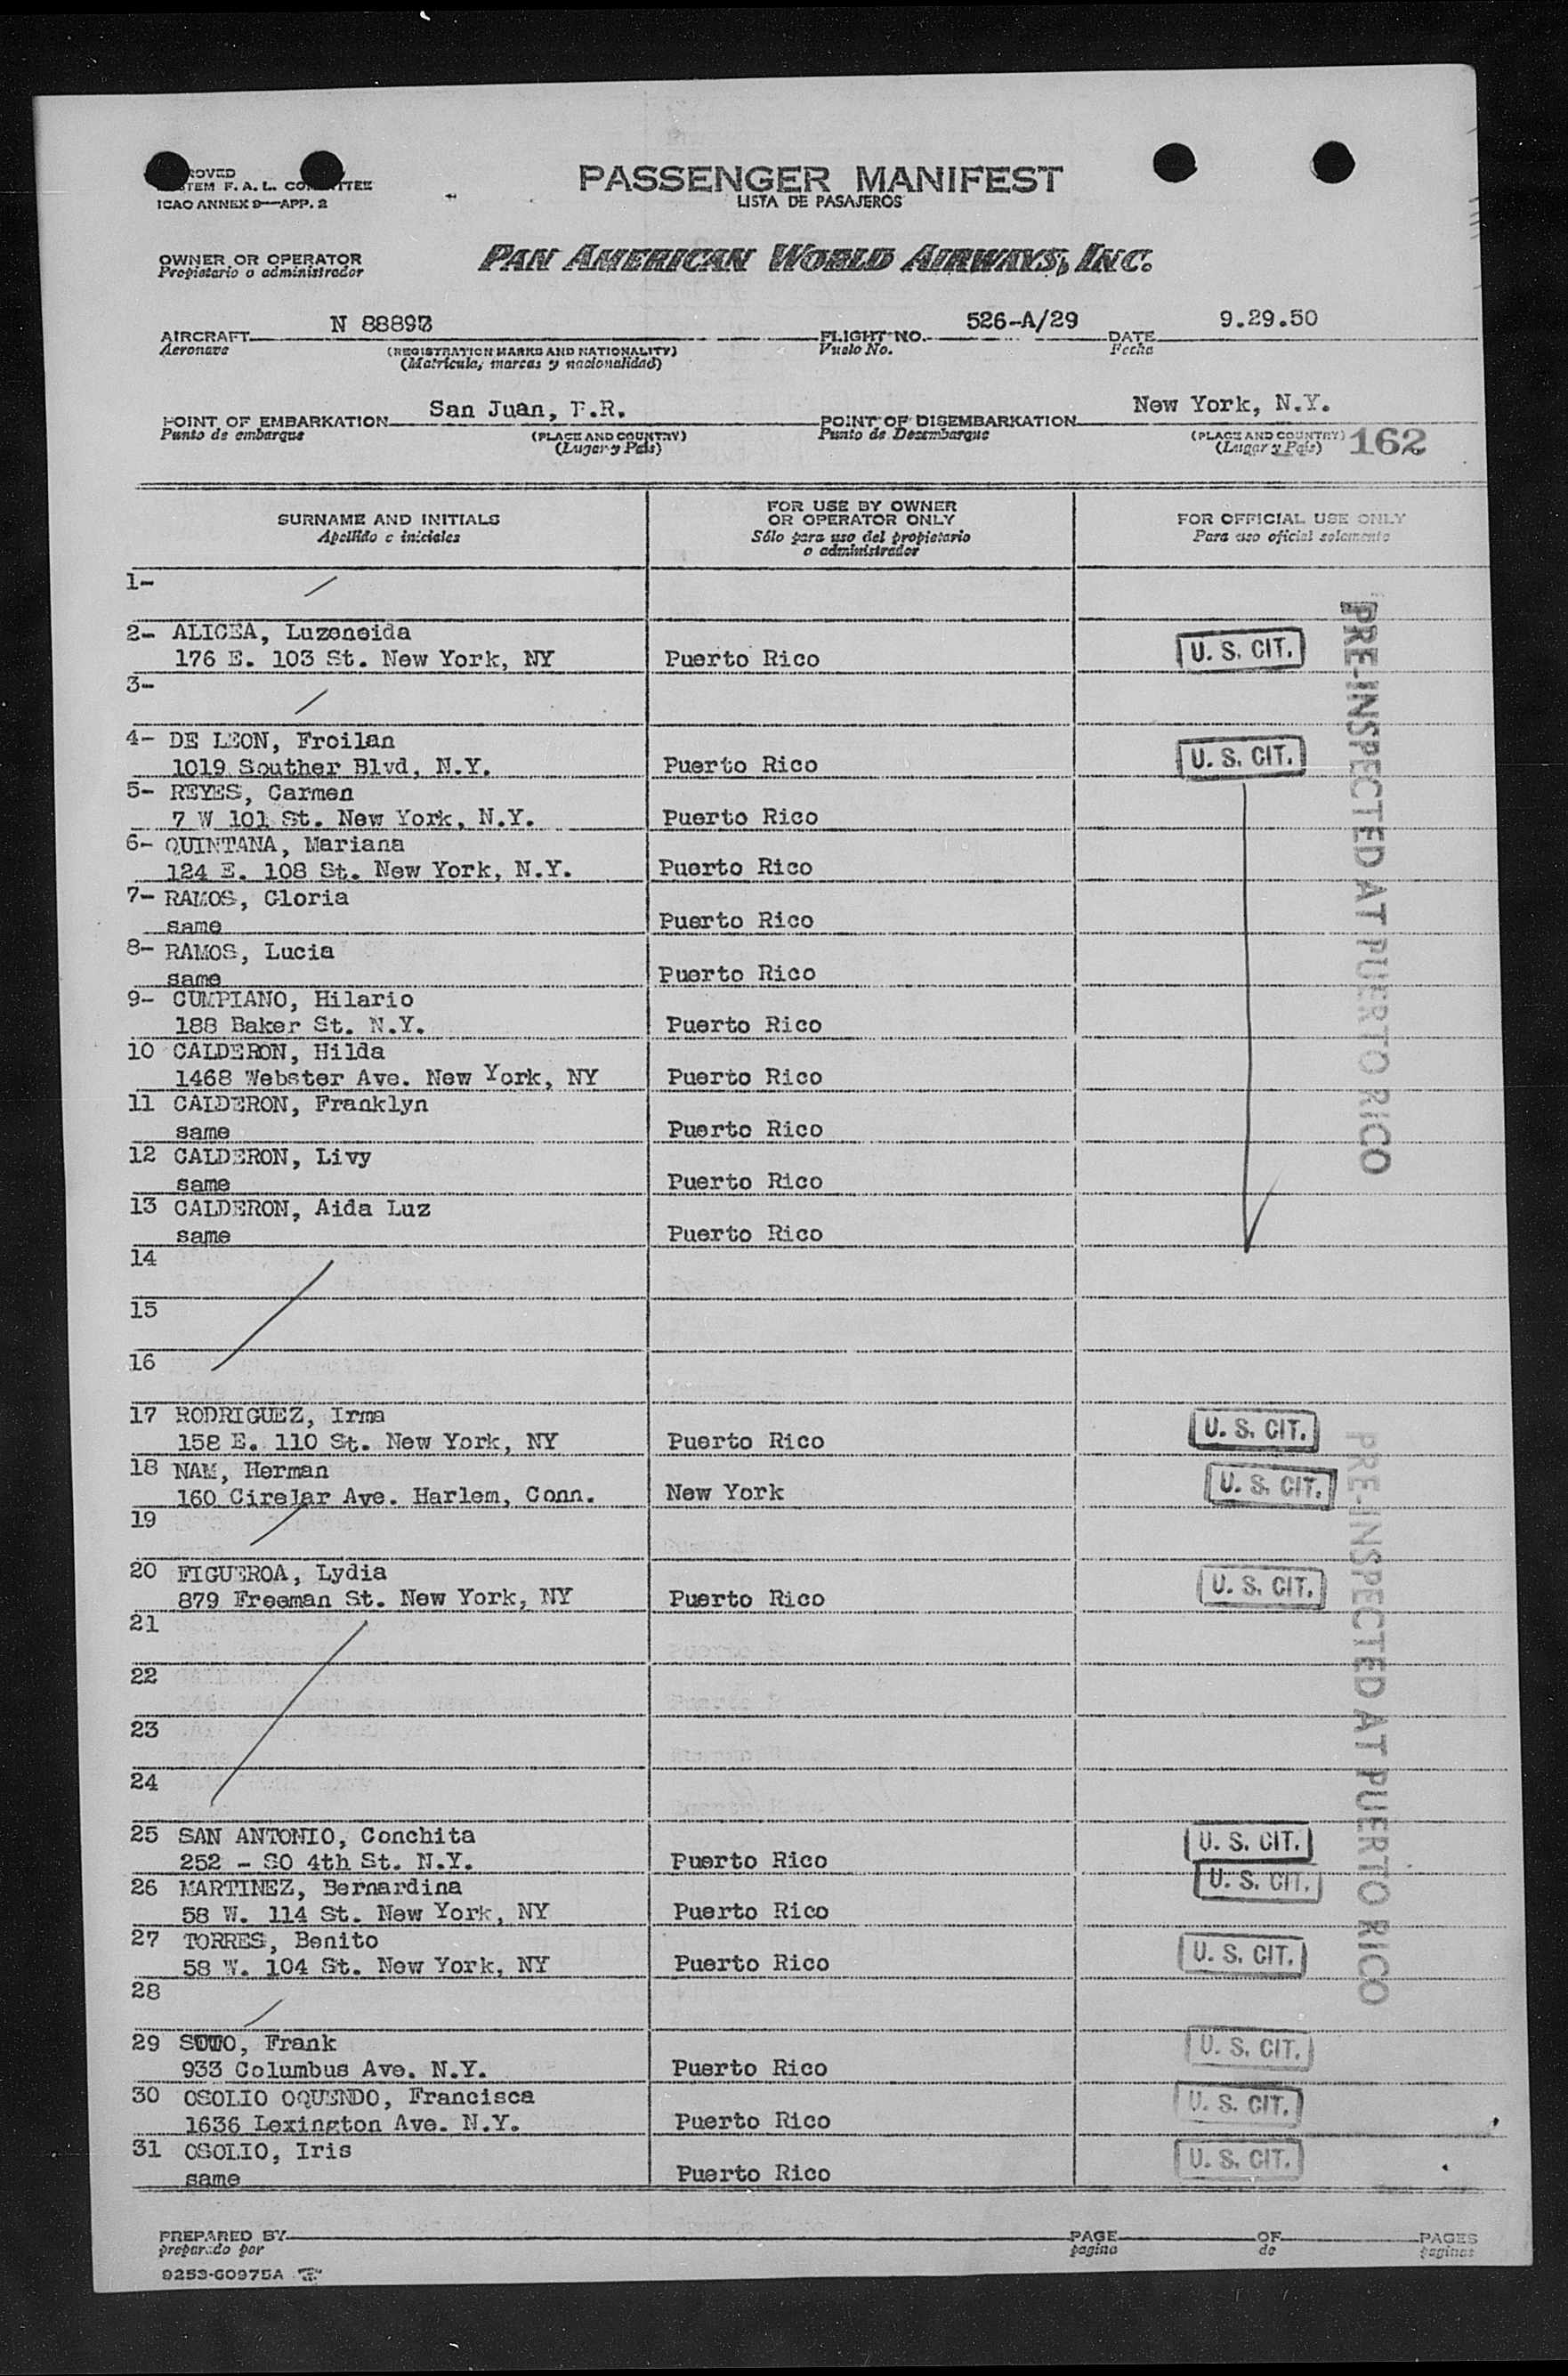 PASSENGER MANIFEST
LISTA DE PASAJEROS
ICAO ANNEX 9—APP. 2
OWNER OR OPERATOR
Propietario o administrador
PAN AMERICAN WORLD AIRWAYS, INC.
AIRCRAFT N 8889
Aeronave
(REGISTRATION MARKS AND NATIONALITY)
(Matrícula, marcas y nacionalidad)
FLIGHT NO. 526-A/29
Vuelo No.
DATE 9.29.50
Fecha
POINT OF EMBARKATION San Juan, P.R.
Punto de embarque
(PLACE AND COUNTRY)
(Lugar y País)
POINT OF DISEMBARKATION New York, N.Y.
Punto de Desembarque
(PLACE AND COUNTRY)
(Lugar y País)
162
SURNAME AND INITIALS
Apellido e iniciales
FOR USE BY OWNER
OR OPERATOR ONLY
Sólo para uso del propietario
o administrador
FOR OFFICIAL USE ONLY
Para uso oficial solamente
1-
2- ALICEA, Luzeneida
176 E. 103 St. New York, NY Puerto Rico U. S. CIT.
3-
4- DE LEON, Froilan
1019 Souther Blvd, N.Y. Puerto Rico U. S. CIT.
5- REYES, Carmen
7 W 101 St. New York, N.Y. Puerto Rico
6- QUINTANA, Mariana
124 E. 108 St. New York, N.Y. Puerto Rico
7- RAMOS, Gloria
same Puerto Rico
8- RAMOS, Lucia
same Puerto Rico
9- CUMPIANO, Hilario
188 Baker St. N.Y. Puerto Rico
10 CALDERON, Hilda
1468 Webster Ave. New York, NY Puerto Rico
11 CALDERON, Franklyn
same Puerto Rico
12 CALDERON, Livy
same Puerto Rico
13 CALDERON, Aida Luz
same Puerto Rico
PRE-INSPECTED AT PUERTO RICO
14
15
16
17 RODRIGUEZ, Irma
158 E. 110 St. New York, NY Puerto Rico U. S. CIT.
18 NAM, Herman
160 Cirelar Ave. Harlem, Conn. New York U. S. CIT.
19
20 FIGUEROA, Lydia
879 Freeman St. New York, NY Puerto Rico U. S. CIT.
21
22
23
24
25 SAN ANTONIO, Conchita
252 - SO 4th St. N.Y. Puerto Rico U. S. CIT.
26 MARTINEZ, Bernardina U. S. CIT.
58 W. 114 St. New York, NY Puerto Rico
27 TORRES, Benito
58 W. 104 St. New York, NY Puerto Rico U. S. CIT.
PRE-INSPECTED AT PUERTO RICO
28
29 SOTO, Frank U. S. CIT.
933 Columbus Ave. N.Y. Puerto Rico
30 OSOLIO OQUENDO, Francisca U. S. CIT.
1636 Lexington Ave. N.Y. Puerto Rico
31 OSOLIO, Iris U. S. CIT.
same Puerto Rico
PREPARED BY PAGE OF PAGES
preparado por pagina de paginas
9253-60975A